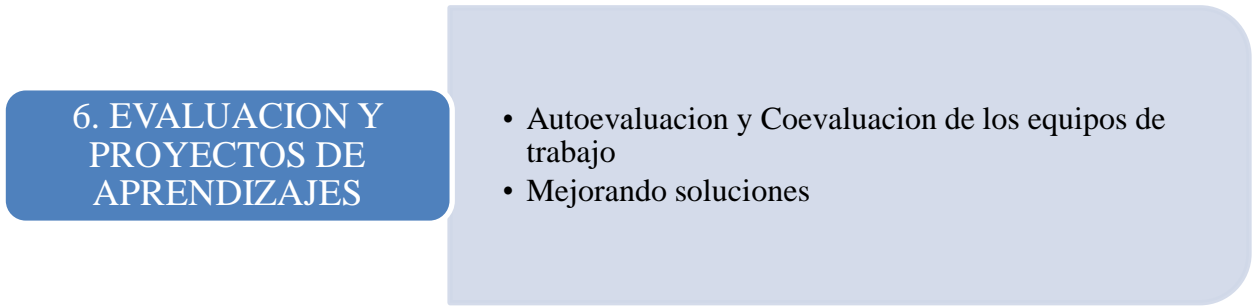 6. EVALUACION Y
PROYECTOS DE
APRENDIZAJES
• Autoevaluacion y Coevaluacion de los equipos de
trabajo
• Mejorando soluciones